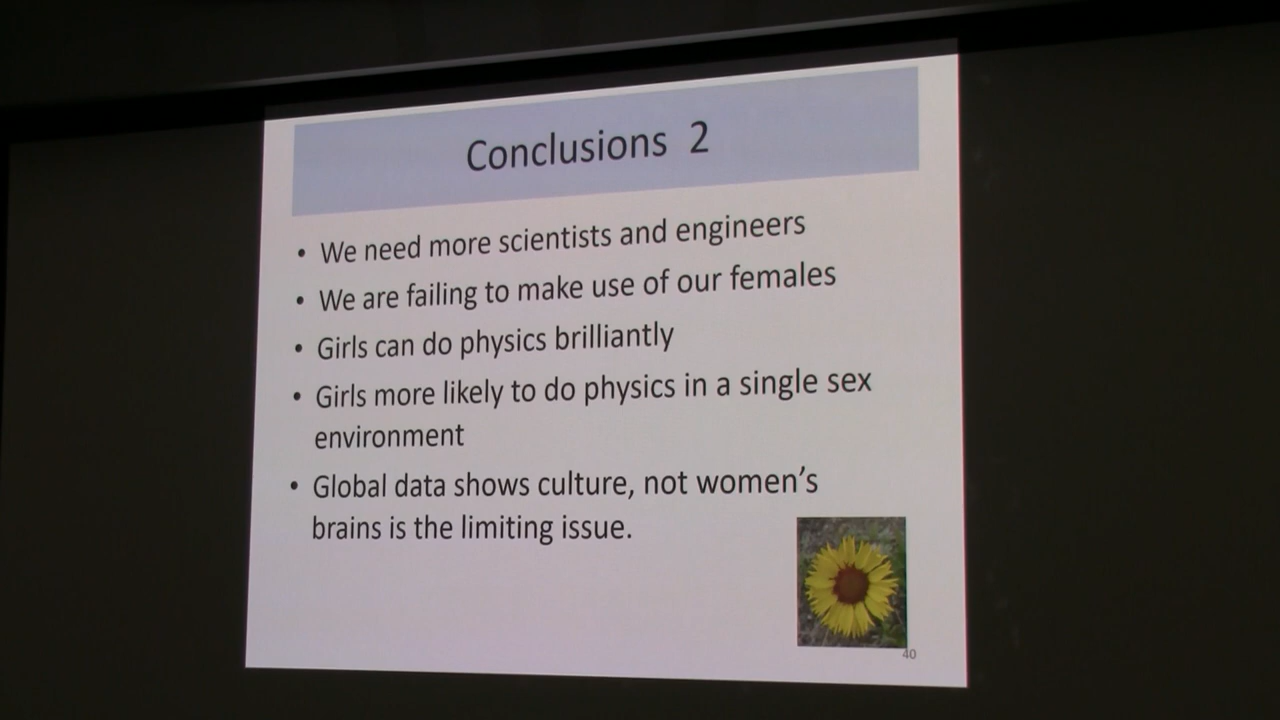 Conclusions 2
• We need more scientists and engineers
• We are failing to make use of our females
• Girls can do physics brilliantly
• Girls more likely to do physics in a single sex
environment
• Global data shows culture, not women's
brains is the limiting issue.
40